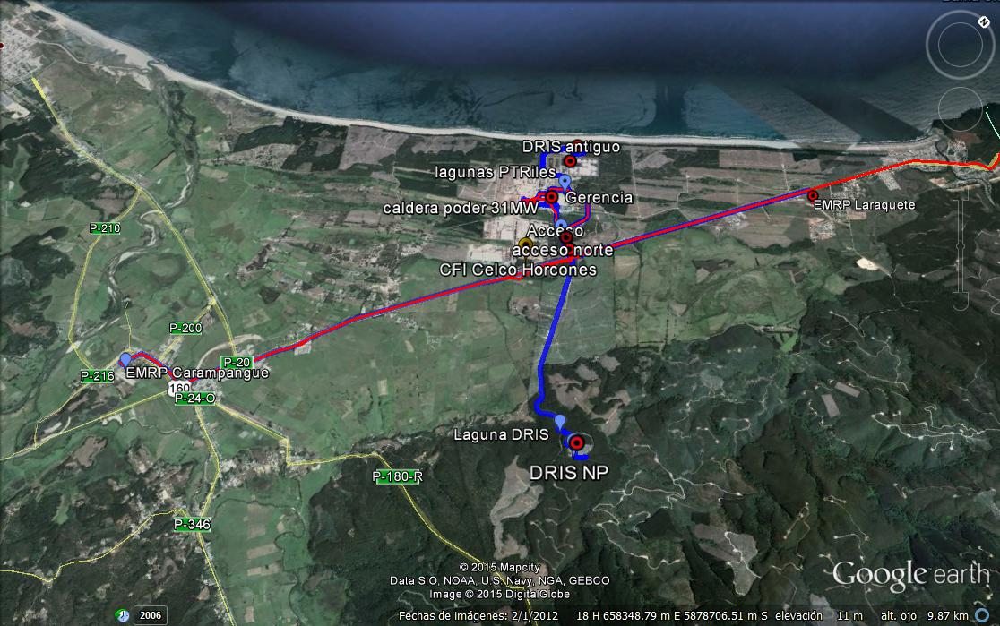 DRIS antiguo
lagunas PTRiles
Gerencia
caldera poder 31MW
EMRP Laraquete
P-210
Acceso
acceso norte
CFI Celco Horcones
P-200
P-20
P-216
EMRP Carampangue
160
P-24-O
Laguna DRIS
DRIS NP
P-180-R
P-346
© 2015 Mapcity
Data SIO, NOAA, U.S. Navy, NGA, GEBCO
Image © 2015 DigitalGlobe
Google earth
2006
Fechas de imágenes: 2/1/2012 18 H 658348.79 m E 5878706.51 m S elevación 11 m alt. ojo 9.87 km